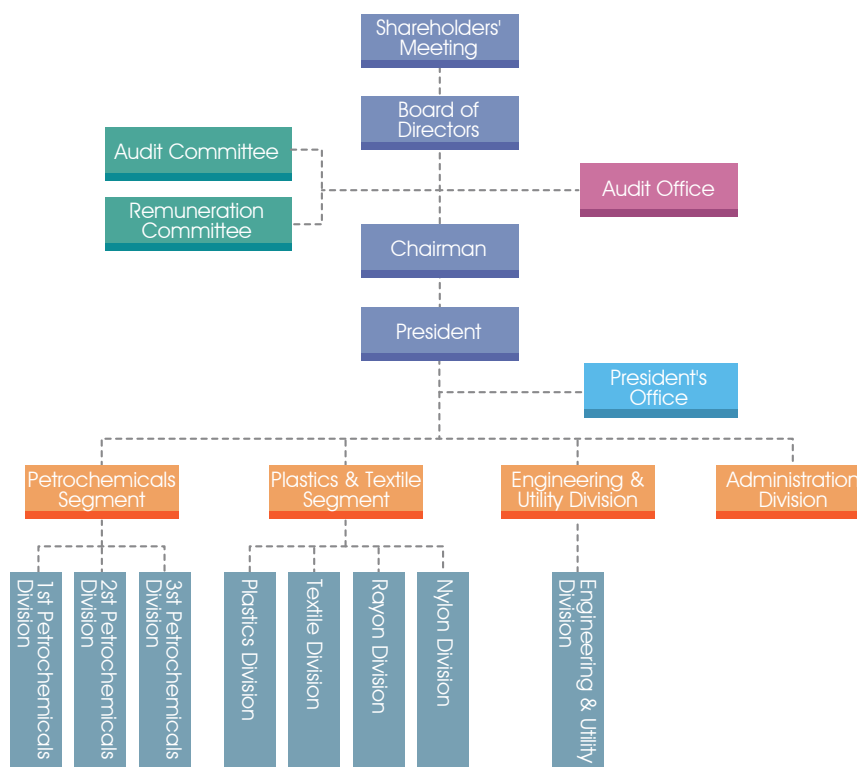 Shareholders'
Meeting
Board of
Directors
Audit Committee
Audit Office
Remuneration
Committee
Chairman
President
President's
Office
Petrochemicals
Segment
Plastics & Textile
Segment
Engineering &
Utility Division
Administration
Division
1st Petrochemicals
Division
2st Petrochemicals
Division
3st Petrochemicals
Division
Plastics Division
Textile Division
Rayon Division
Nylon Division
Engineering & Utility
Division